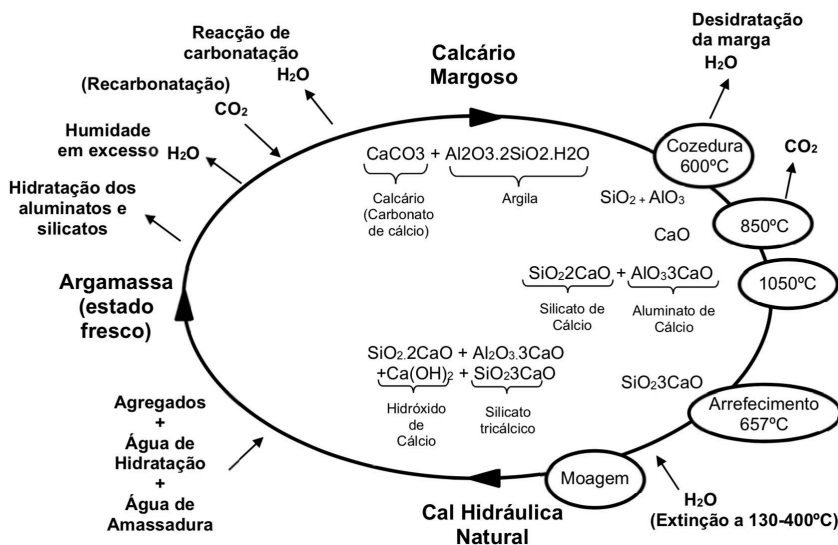 Reacção de
carbonatação
H₂O
(Recarbonatação)
CO₂
Humidade
em excesso
H₂O
Hidratação dos
aluminatos e
silicatos
Argamassa
(estado
fresco)
Agregados
+
Água de
Hidratação
+
Água de
Amassadura
Calcário
Margoso
CaCO3 + Al2O3.2SiO2.H2O
Calcário
(Carbonato
de cálcio)
Argila
Desidratação
da marga
H₂O
Cozedura
600ºC
SiO₂ + AlO₃
CO₂
850ºC
CaO
1050ºC
SiO₂2CaO + AlO₃3CaO
Silicato de
Cálcio
Aluminato de
Cálcio
SiO₂.2CaO + Al₂O₃.3CaO
+Ca(OH)₂ + SiO₂3CaO
Hidróxido
de
Cálcio
Silicato
tricálcico
SiO₂3CaO
Arrefecimento
657ºC
Moagem
H₂O
(Extinção a 130-400ºC)
Cal Hidráulica
Natural